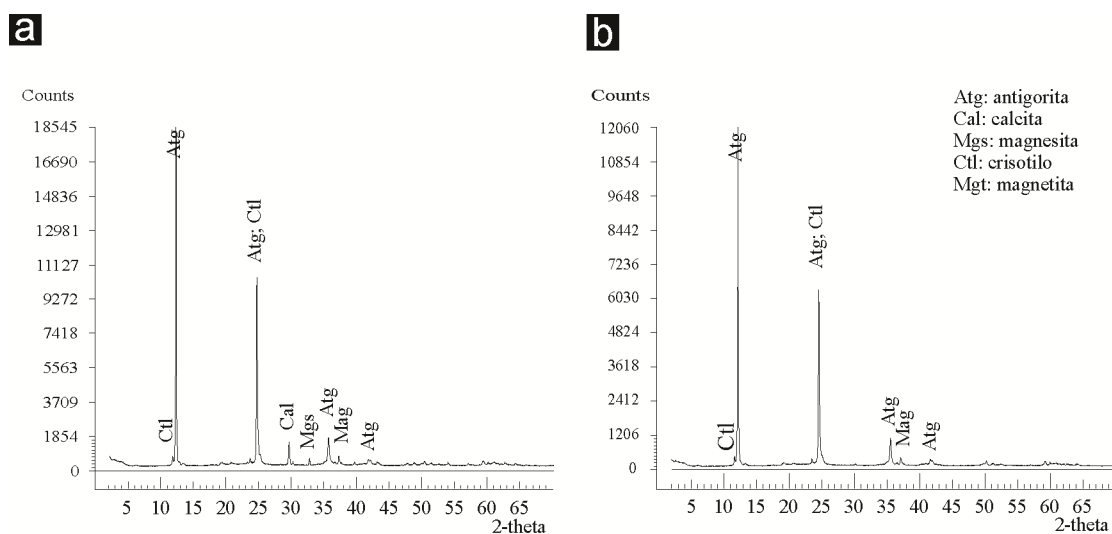 a
Counts
18545
16690
14836
12981
11127
9272
7418
5563
3709
1854
0
Atg
Ctl
Atg; Ctl
Cal
Mgs
Atg
Mag
Atg
5 10 15 20 25 30 35 40 45 50 55 60 65
2-theta
b
Counts
12060
10854
9648
8442
7236
6030
4824
3618
2412
1206
0
Atg
Ctl
Atg; Ctl
Atg
Mag
Atg
5 10 15 20 25 30 35 40 45 50 55 60 65
2-theta
Atg: antigorita
Cal: calcita
Mgs: magnesita
Ctl: crisotilo
Mgt: magnetita